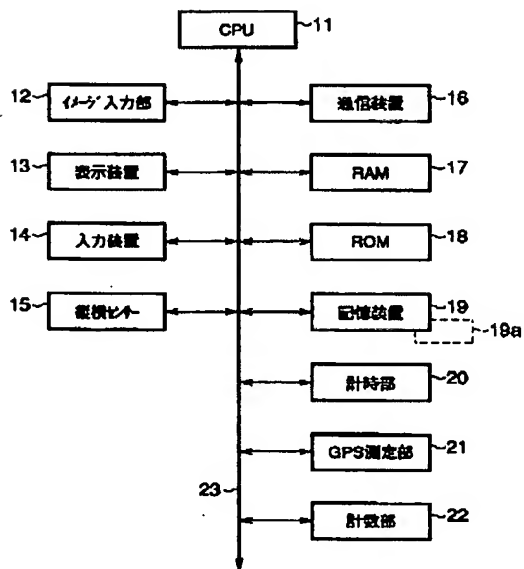 CPU 11
12 イメージ入力部
通信装置 16
13 表示装置
RAM 17
14 入力装置
ROM 18
15 縦横センサー
記憶装置 19
19a
計時部 20
GPS測定部 21
23
計数部 22